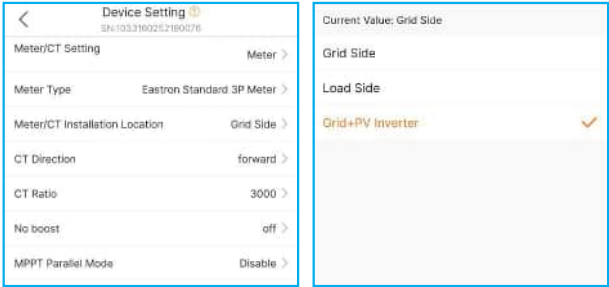 Device Setting
SN:1033160252190076
Meter/CT Setting Meter
Meter Type Eastron Standard 3P Meter
Meter/CT Installation Location Grid Side
CT Direction forward
CT Ratio 3000
No boost off
MPPT Parallel Mode Disable
Current Value: Grid Side
Grid Side
Load Side
Grid+PV Inverter